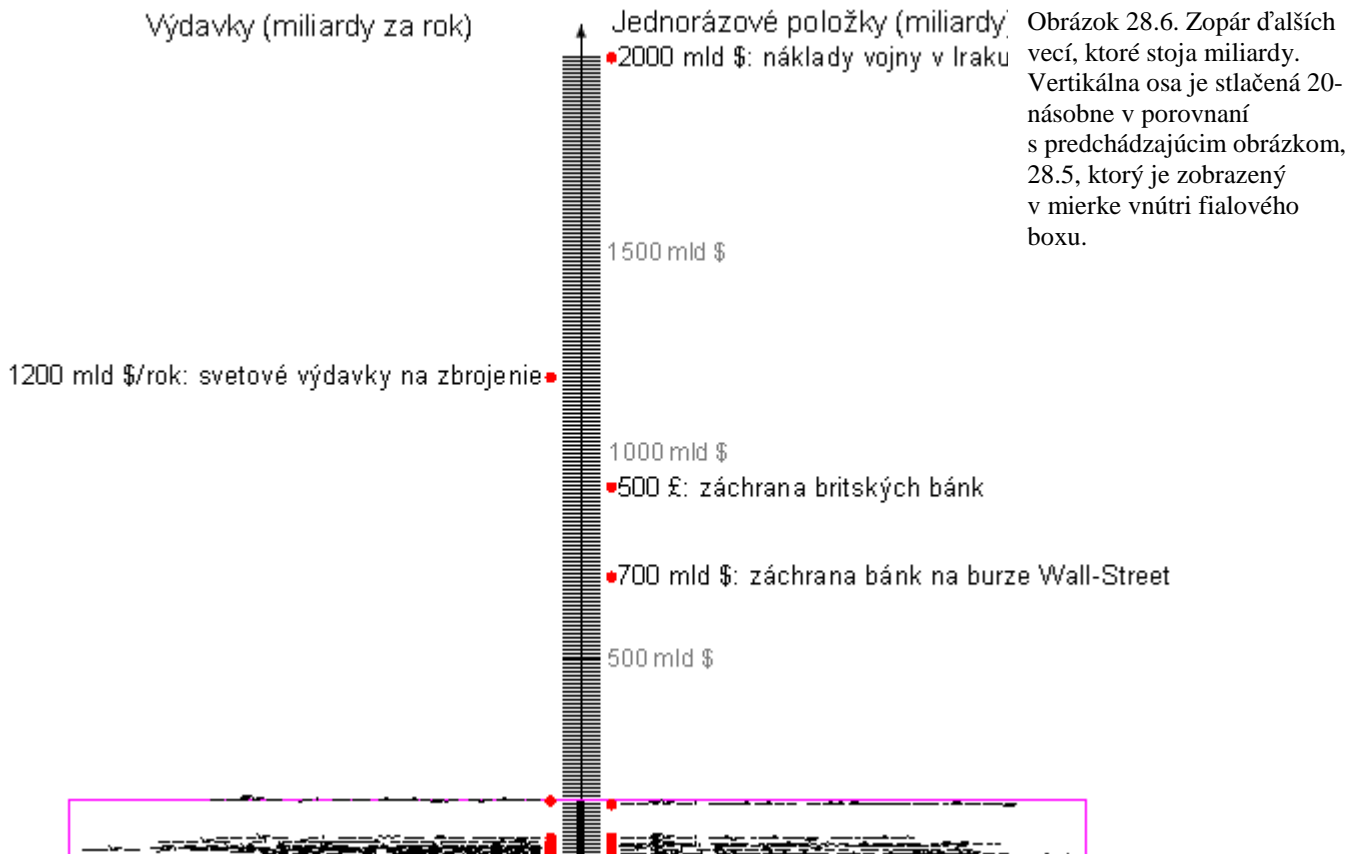 Výdavky (miliardy za rok)
Jednorázové položky (miliardy)
2000 mld $: náklady vojny v Iraku
1500 mld $
1200 mld $/rok: svetové výdavky na zbrojenie
1000 mld $
500 £: záchrana britských bánk
700 mld $: záchrana bánk na burze Wall-Street
500 mld $
Obrázok 28.6. Zopár ďalších
vecí, ktoré stoja miliardy.
Vertikálna osa je stlačená 20-
násobne v porovnaní
s predchádzajúcim obrázkom,
28.5, ktorý je zobrazený
v mierke vnútri fialového
boxu.